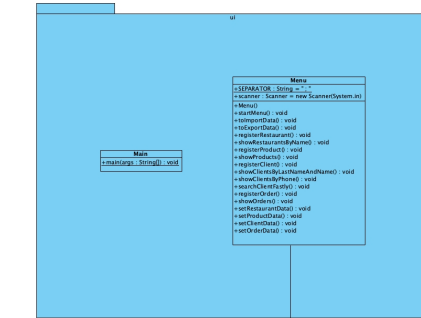 ui
Menu
+SEPARATOR : String = ";"
+scanner : Scanner = new Scanner(System.in)
+Menu()
+startMenu() : void
+toImportData() : void
+toExportData() : void
+registerRestaurant() : void
+showRestaurantsByName() : void
+registerProduct() : void
+showProducts() : void
+registerClient() : void
+showClientsByLastNameAndName() : void
+showClientsByPhone() : void
+searchClientFastly() : void
+registerOrder() : void
+showOrders() : void
+setRestaurantData() : void
+setProductData() : void
+setClientData() : void
+setOrderData() : void
Main
+main(args : String[]) : void